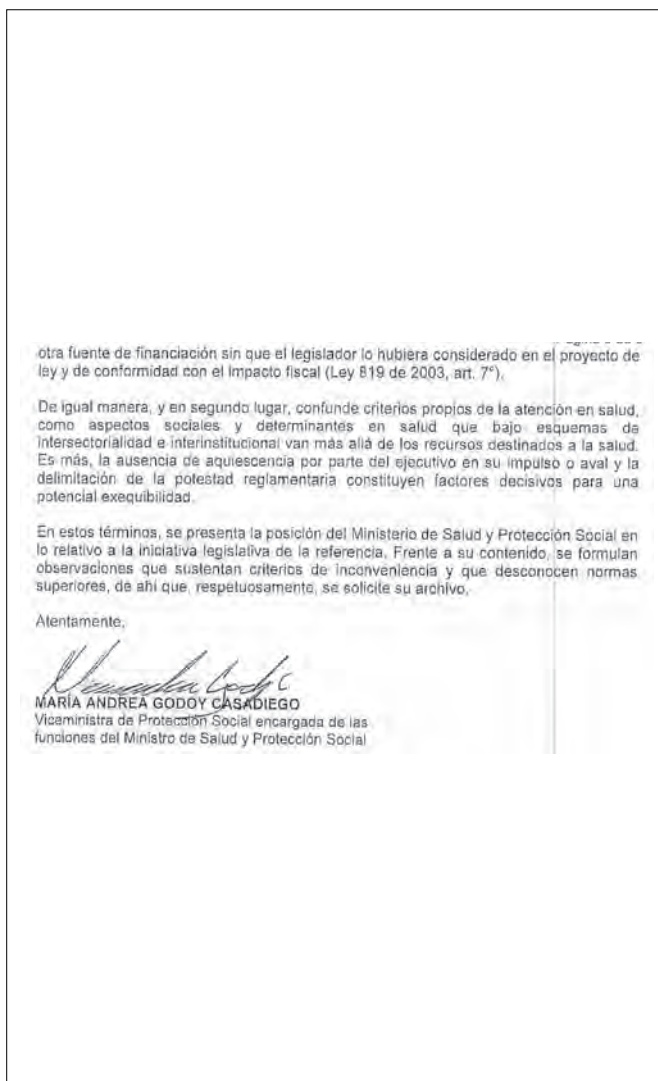 otra fuente de financiación sin que el legislador lo hubiera considerado en el proyecto de
ley y de conformidad con el impacto fiscal (Ley 819 de 2003, art. 7°).
De igual manera, y en segundo lugar, confunde criterios propios de la atención en salud,
como aspectos sociales y determinantes en salud que bajo esquemas de
intersectorialidad e interinstitucional van más allá de los recursos destinados a la salud.
Es más, la ausencia de aquiescencia por parte del ejecutivo en su impulso o aval y la
delimitación de la potestad reglamentaria constituyen factores decisivos para una
potencial exequibilidad.
En estos términos, se presenta la posición del Ministerio de Salud y Protección Social en
lo relativo a la iniciativa legislativa de la referencia. Frente a su contenido, se formulan
observaciones que sustentan criterios de inconveniencia y que desconocen normas
superiores, de ahí que, respetuosamente, se solicite su archivo.
Atentamente,
MARÍA ANDREA GODOY CASADIEGO
Viceministra de Protección Social encargada de las
funciones del Ministro de Salud y Protección Social